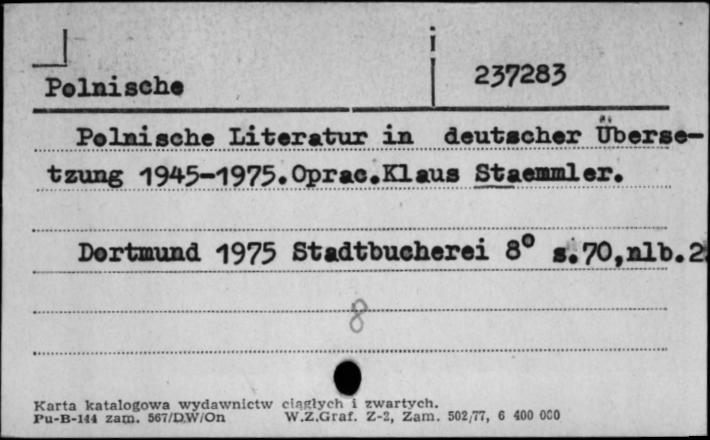 i
Polnische 237283
Polnische Literatur in deutscher Überse-
tzung 1945-1975.Oprac.Klaus Staemmler.
Dortmund 1975 Stadtbucherei 8° s.70,nlb.2
8
Karta katalogowa wydawnictw ciągłych i zwartych.
Pu-B-144 zam. 567/D.W/On W.Z.Graf. Z-2, Zam. 502/77, 6 400 000